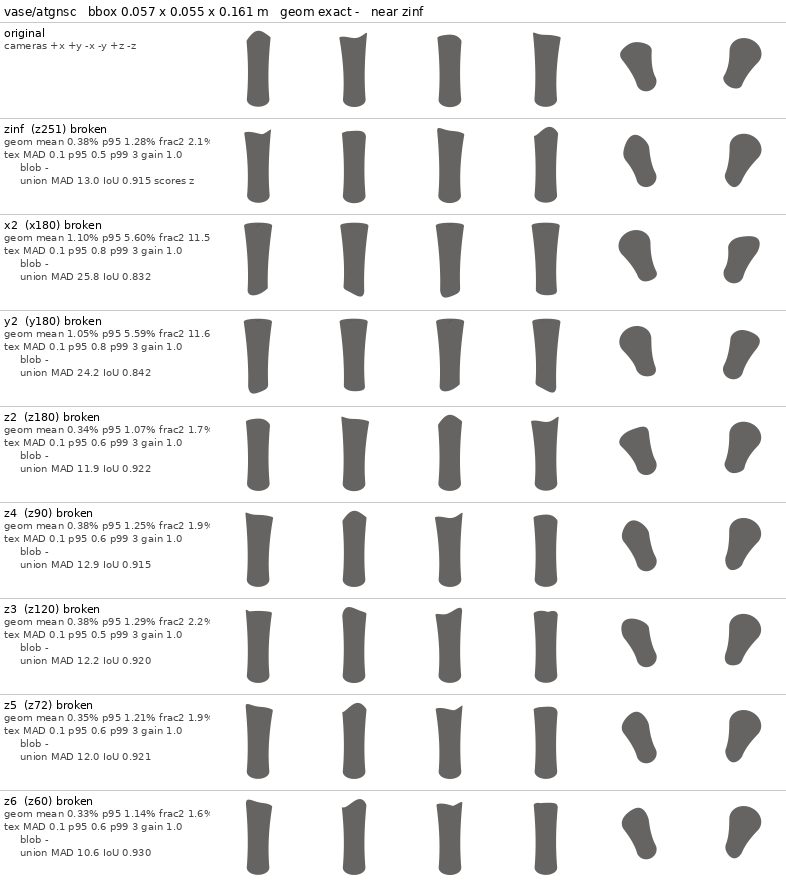 vase/atgnsc   bbox 0.057 x 0.055 x 0.161 m   geom exact -   near zinf
original
cameras +x +y -x -y +z -z
zinf  (z251) broken
geom mean 0.38% p95 1.28% frac2 2.1%
tex MAD 0.1 p95 0.5 p99 3 gain 1.0
blob -
union MAD 13.0 IoU 0.915 scores z
x2  (x180) broken
geom mean 1.10% p95 5.60% frac2 11.5
tex MAD 0.1 p95 0.8 p99 3 gain 1.0
blob -
union MAD 25.8 IoU 0.832
y2  (y180) broken
geom mean 1.05% p95 5.59% frac2 11.6
tex MAD 0.1 p95 0.8 p99 3 gain 1.0
blob -
union MAD 24.2 IoU 0.842
z2  (z180) broken
geom mean 0.34% p95 1.07% frac2 1.7%
tex MAD 0.1 p95 0.6 p99 3 gain 1.0
blob -
union MAD 11.9 IoU 0.922
z4  (z90) broken
geom mean 0.38% p95 1.25% frac2 1.9%
tex MAD 0.1 p95 0.6 p99 3 gain 1.0
blob -
union MAD 12.9 IoU 0.915
z3  (z120) broken
geom mean 0.38% p95 1.29% frac2 2.2%
tex MAD 0.1 p95 0.5 p99 3 gain 1.0
blob -
union MAD 12.2 IoU 0.920
z5  (z72) broken
geom mean 0.35% p95 1.21% frac2 1.9%
tex MAD 0.1 p95 0.6 p99 3 gain 1.0
blob -
union MAD 12.0 IoU 0.921
z6  (z60) broken
geom mean 0.33% p95 1.14% frac2 1.6%
tex MAD 0.1 p95 0.6 p99 3 gain 1.0
blob -
union MAD 10.6 IoU 0.930